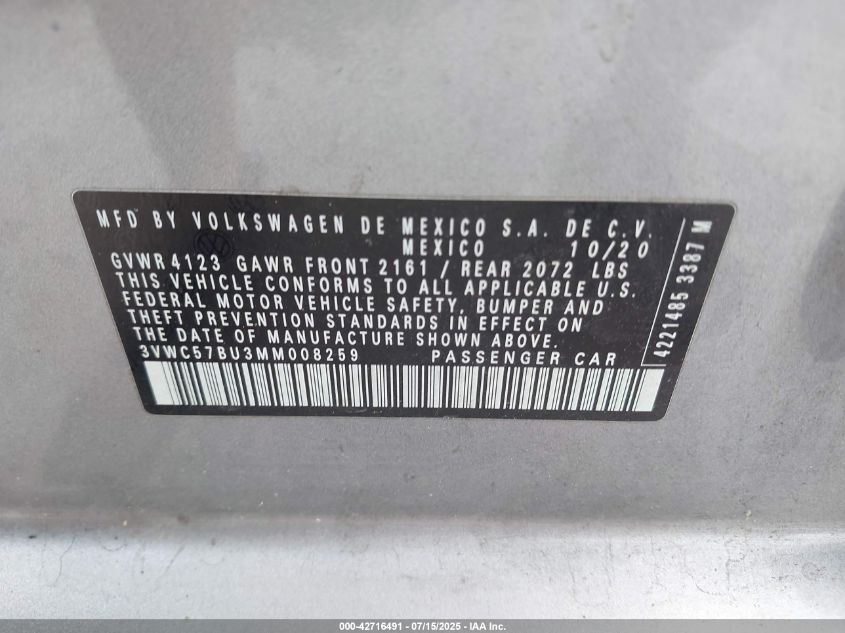 MFD BY VOLKSWAGEN DE MEXICO S.A. DE C.V.
MEXICO 10/20
GVWR 4123 GAWR FRONT 2161 / REAR 2072 LBS
THIS VEHICLE CONFORMS TO ALL APPLICABLE U.S.
FEDERAL MOTOR VEHICLE SAFETY, BUMPER AND
THEFT PREVENTION STANDARDS IN EFFECT ON
THE DATE OF MANUFACTURE SHOWN ABOVE.
3VWC57BU3MM008259 PASSENGER CAR
4221485 3387 M
000-42716491 - 07/15/2025 - IAA Inc.